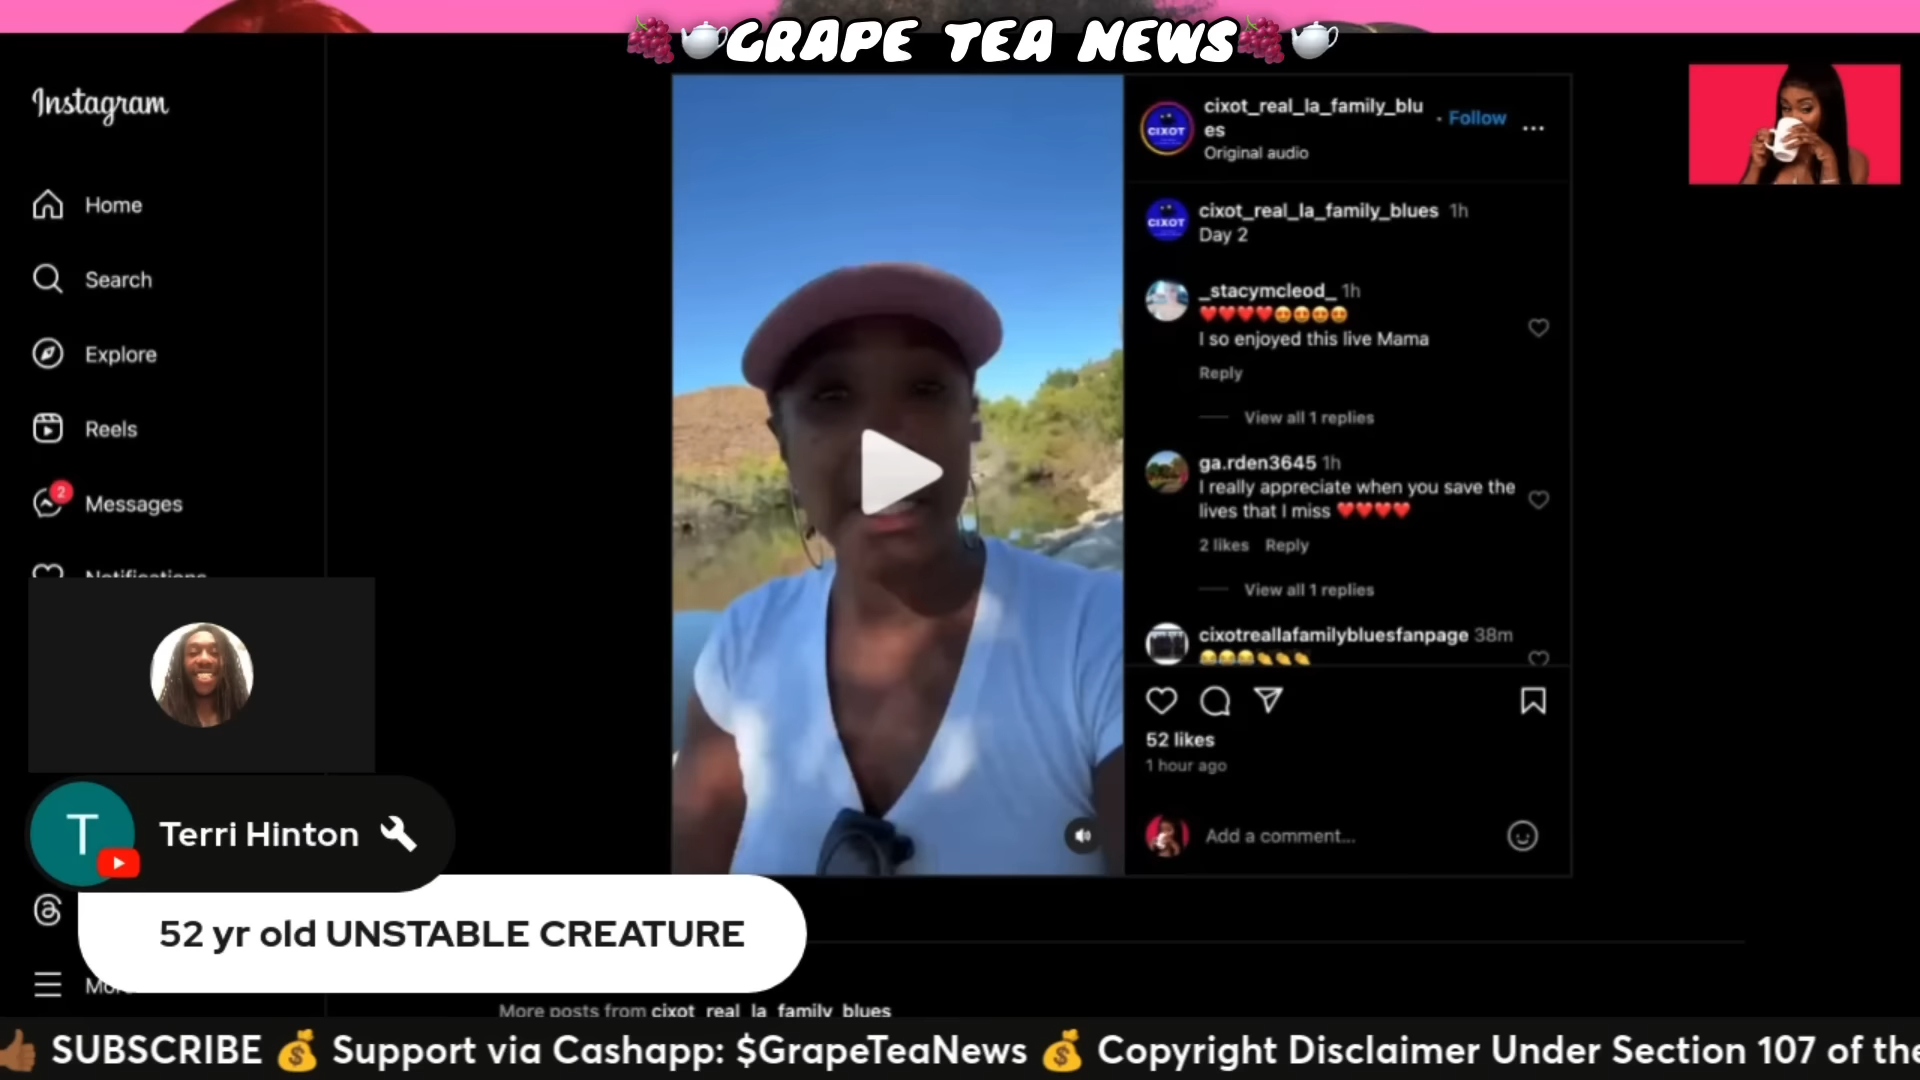 🍇🫖GRAPE TEA NEWS🍇🫖
Instagram
Home
Search
Explore
Reels
2
Messages
Notifications
CIXOT
cixot_real_la_family_blu
es
Original audio
• Follow
CIXOT
cixot_real_la_family_blues 1h
Day 2
_stacymcleod_ 1h
❤️❤️❤️❤️😍😍😍😍
I so enjoyed this live Mama
Reply
View all 1 replies
ga.rden3645 1h
I really appreciate when you save the
lives that I miss ❤️❤️❤️❤️
2 likes Reply
View all 1 replies
cixotreallafamilybluesfanpage 38m
😂😂😂👏👏👏
52 likes
1 hour ago
Add a comment...
T
Terri Hinton
52 yr old UNSTABLE CREATURE
More posts from cixot_real_la_family_blues
👍🏾 SUBSCRIBE 💰 Support via Cashapp: $GrapeTeaNews 💰 Copyright Disclaimer Under Section 107 of the